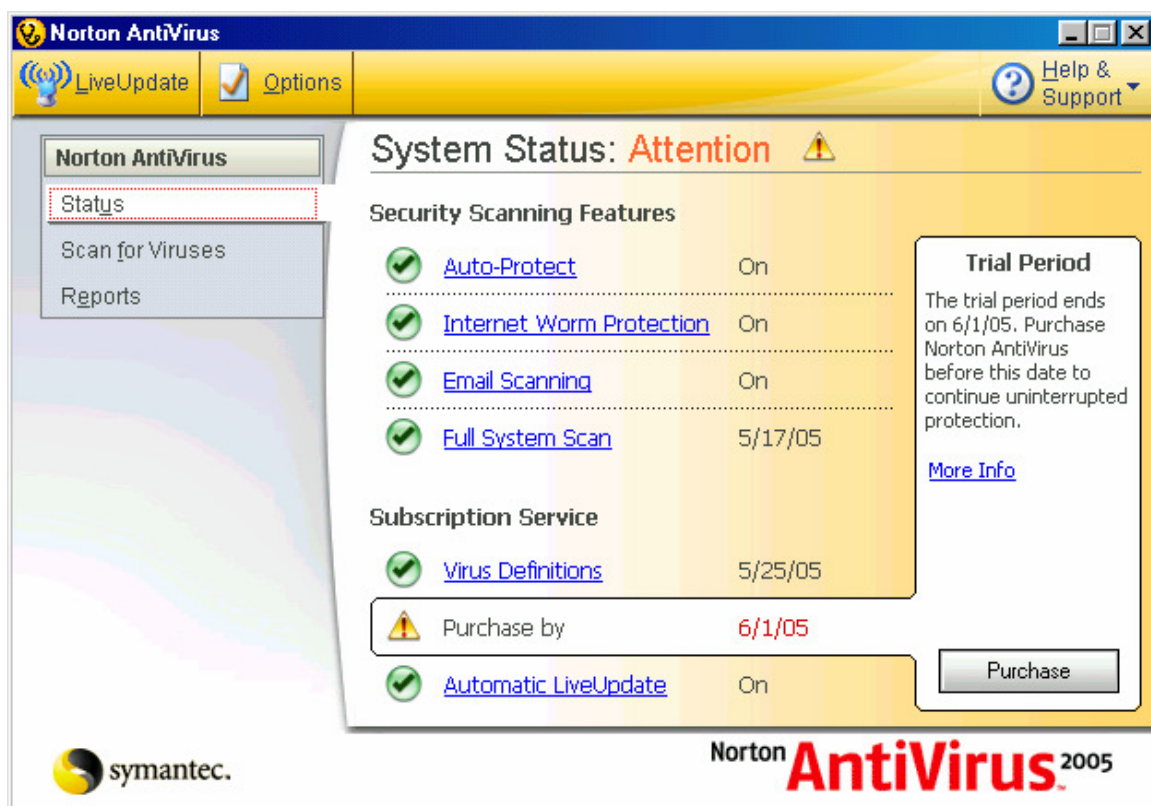 Norton AntiVirus
LiveUpdate
Options
Help &
Support
Norton AntiVirus
Status
Scan for Viruses
Reports
System Status: Attention
Security Scanning Features
Auto-Protect On
Internet Worm Protection On
Email Scanning On
Full System Scan 5/17/05
Subscription Service
Virus Definitions 5/25/05
Purchase by 6/1/05
Automatic LiveUpdate On
Trial Period
The trial period ends
on 6/1/05. Purchase
Norton AntiVirus
before this date to
continue uninterrupted
protection.
More Info
Purchase
symantec.
Norton AntiVirus 2005